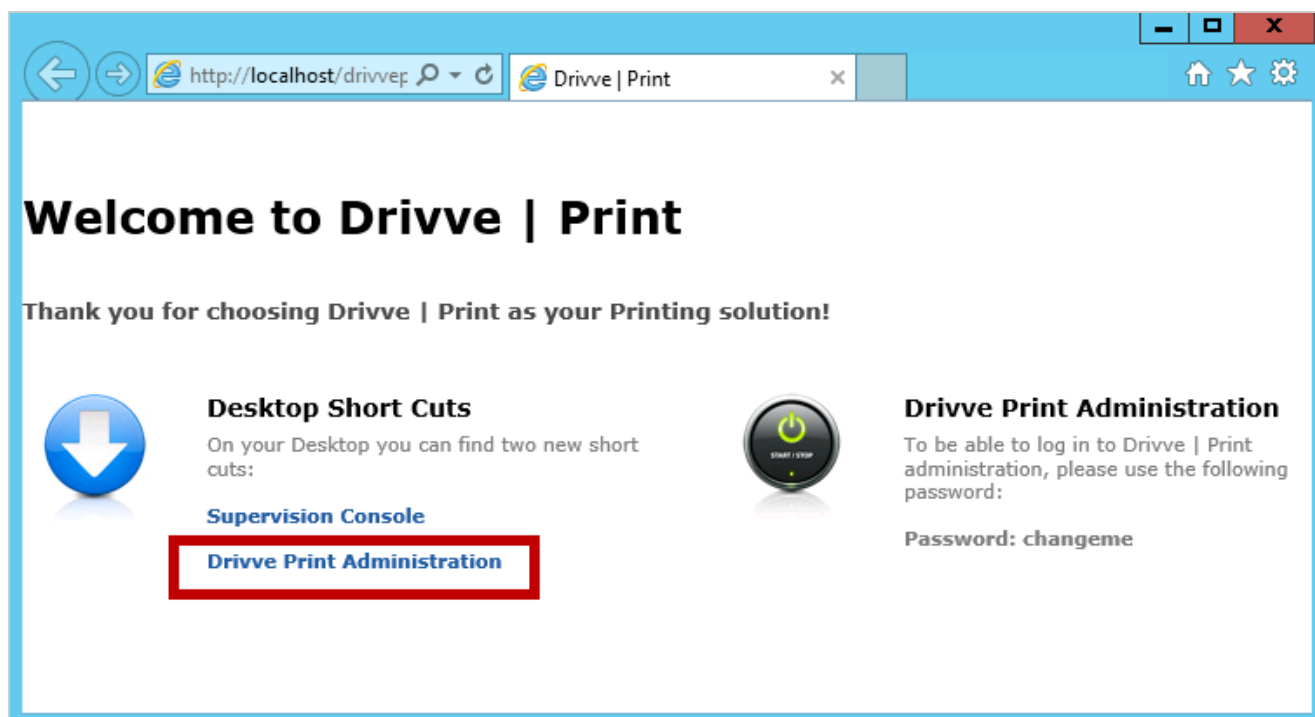 http://localhost/drivvep
Drivve | Print
Welcome to Drivve | Print
Thank you for choosing Drivve | Print as your Printing solution!
Desktop Short Cuts
On your Desktop you can find two new short
cuts:
Supervision Console
Drivve Print Administration
START / STOP
Drivve Print Administration
To be able to log in to Drivve | Print
administration, please use the following
password:
Password: changeme